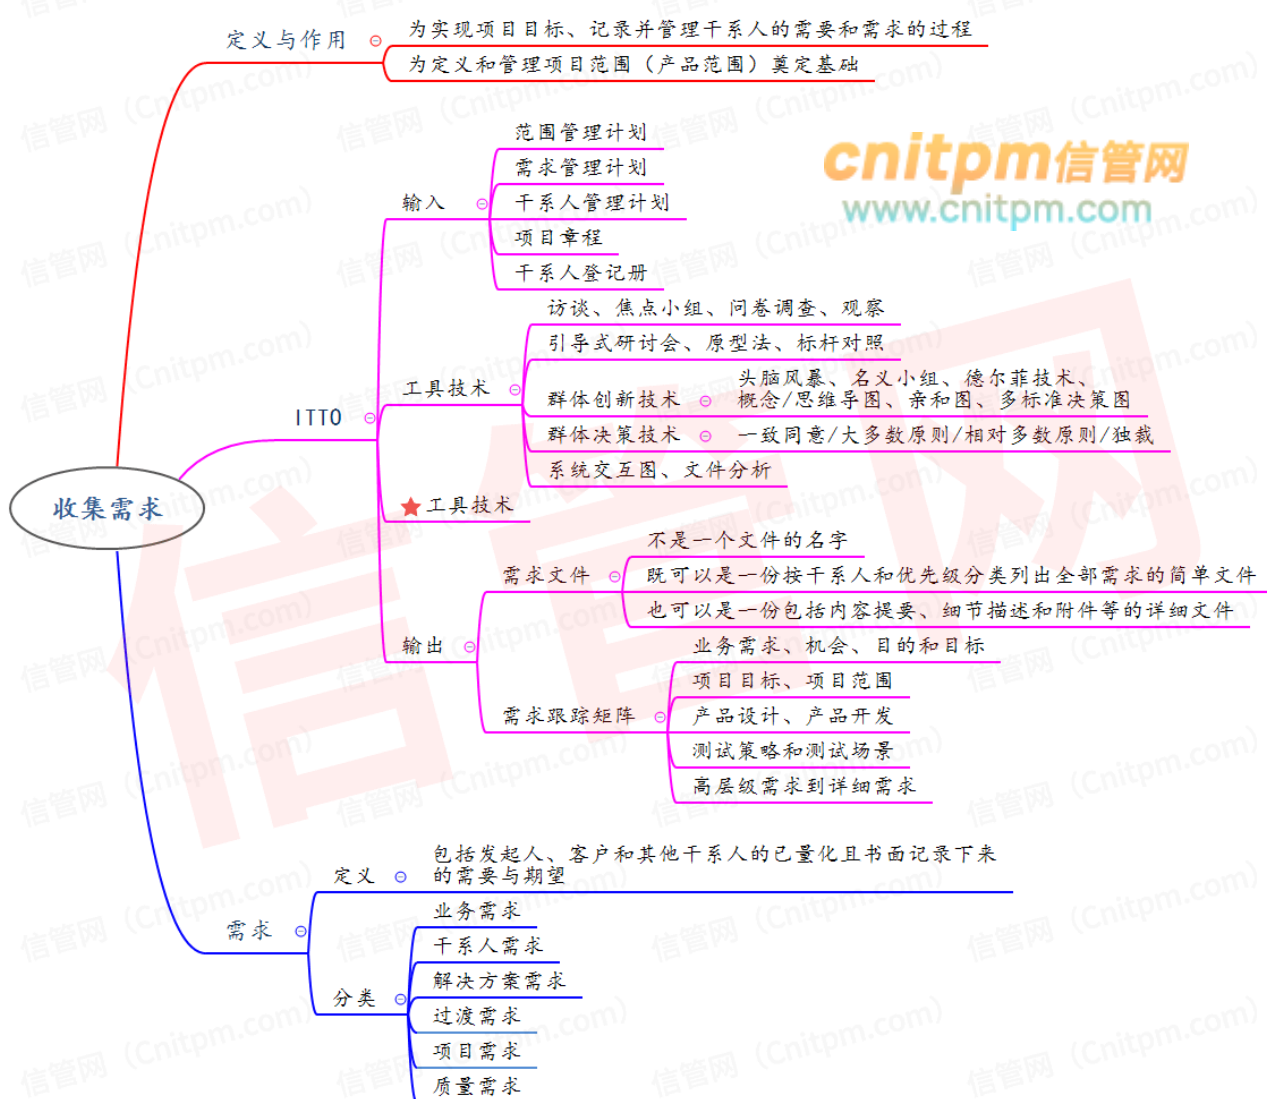 定义与作用
为实现项目目标、记录并管理干系人的需要和需求的过程
为定义和管理项目范围（产品范围）奠定基础
cnitpm信管网
www.cnitpm.com
收集需求
ITTO
输入
范围管理计划
需求管理计划
干系人管理计划
项目章程
干系人登记册
工具技术
访谈、焦点小组、问卷调查、观察
引导式研讨会、原型法、标杆对照
群体创新技术
头脑风暴、名义小组、德尔菲技术、
概念/思维导图、亲和图、多标准决策图
群体决策技术
一致同意/大多数原则/相对多数原则/独裁
系统交互图、文件分析
工具技术
输出
需求文件
不是一个文件的名字
既可以是一份按干系人和优先级分类列出全部需求的简单文件
也可以是一份包括内容提要、细节描述和附件等的详细文件
需求跟踪矩阵
业务需求、机会、目的和目标
项目目标、项目范围
产品设计、产品开发
测试策略和测试场景
高层级需求到详细需求
需求
定义
包括发起人、客户和其他干系人的已量化且书面记录下来
的需要与期望
分类
业务需求
干系人需求
解决方案需求
过渡需求
项目需求
质量需求
信管网
信管网（Cnitpm.com）